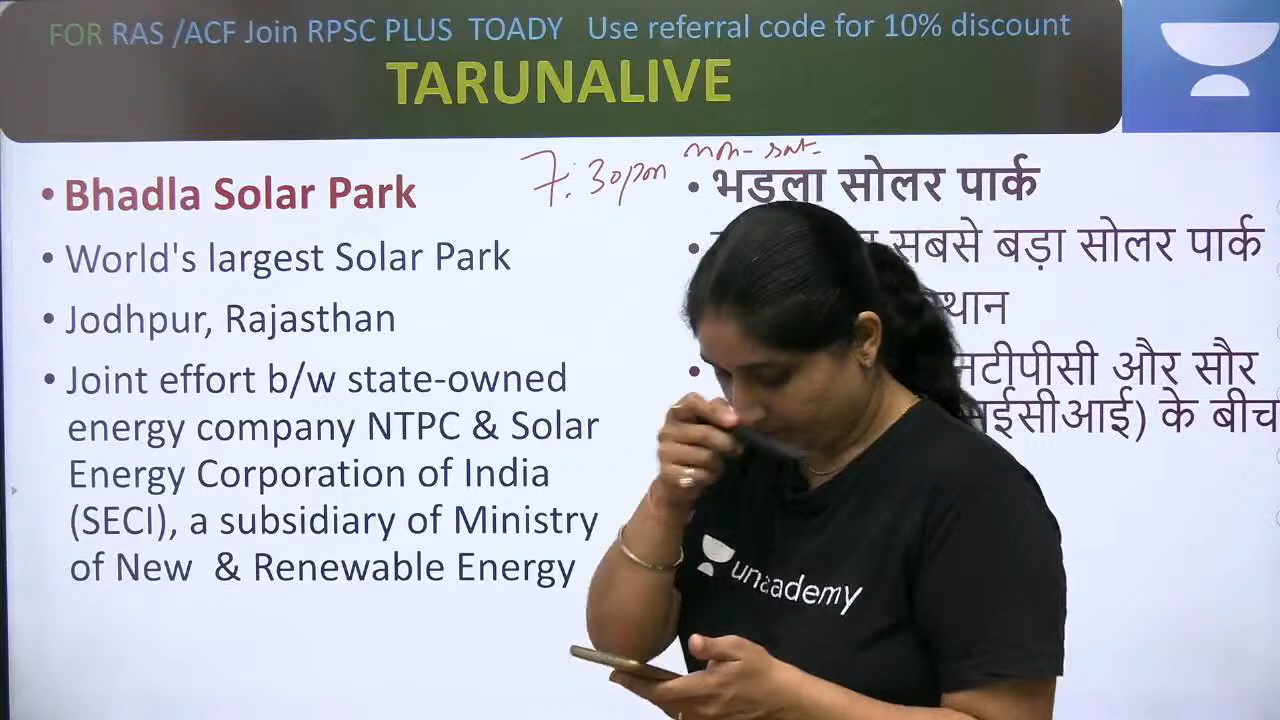 FOR RAS /ACF Join RPSC PLUS TOADY Use referral code for 10% discount
TARUNALIVE
• Bhadla Solar Park
• World's largest Solar Park
• Jodhpur, Rajasthan
• Joint effort b/w state-owned
energy company NTPC & Solar
Energy Corporation of India
(SECI), a subsidiary of Ministry
of New & Renewable Energy
7:30pm
mon- sat-
• भड़ला सोलर पार्क
सबसे बड़ा सोलर पार्क
और सौर
के बीच
unacademy